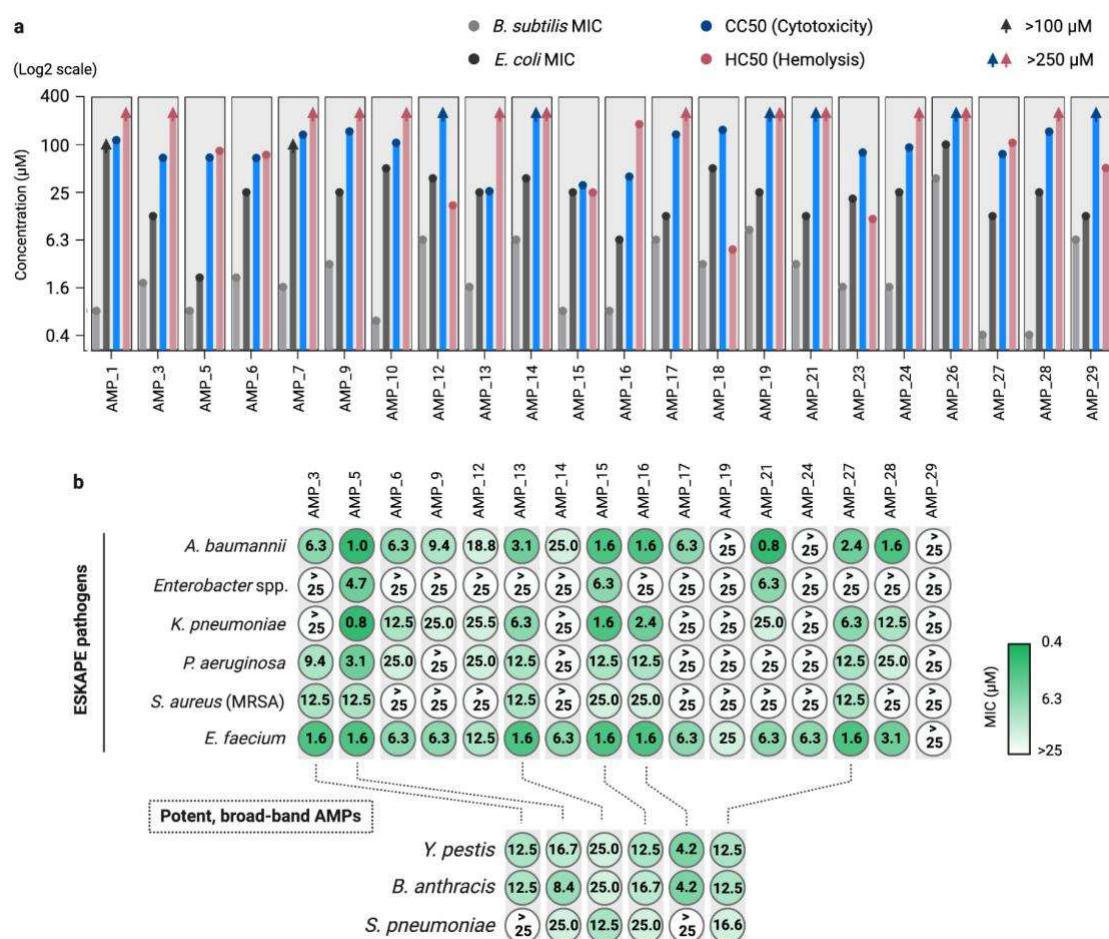 a
B. subtilis MIC
CC50 (Cytotoxicity)
>100 µM
E. coli MIC
HC50 (Hemolysis)
>250 µM
(Log2 scale)
Concentration (µM)
400
100
25
6.3
1.6
0.4
AMP_1 AMP_3 AMP_5 AMP_6 AMP_7 AMP_9 AMP_10 AMP_12 AMP_13 AMP_14 AMP_15 AMP_16 AMP_17 AMP_18 AMP_19 AMP_21 AMP_23 AMP_24 AMP_26 AMP_27 AMP_28 AMP_29
b
AMP_3 AMP_5 AMP_6 AMP_9 AMP_12 AMP_13 AMP_14 AMP_15 AMP_16 AMP_17 AMP_19 AMP_21 AMP_24 AMP_27 AMP_28 AMP_29
ESKAPE pathogens
A. baumannii 6.3 1.0 6.3 9.4 18.8 3.1 25.0 1.6 1.6 6.3 >25 0.8 >25 2.4 1.6 >25
Enterobacter spp. >25 4.7 >25 >25 >25 >25 >25 6.3 >25 >25 >25 6.3 >25 >25 >25 >25
K. pneumoniae >25 0.8 12.5 25.0 25.5 6.3 >25 1.6 2.4 >25 >25 25.0 >25 6.3 12.5 >25
P. aeruginosa 9.4 3.1 25.0 >25 25.0 12.5 >25 12.5 12.5 >25 >25 >25 >25 12.5 25.0 >25
S. aureus (MRSA) 12.5 12.5 >25 >25 >25 12.5 >25 25.0 25.0 >25 >25 >25 >25 12.5 >25 >25
E. faecium 1.6 1.6 6.3 6.3 12.5 1.6 6.3 1.6 1.6 6.3 25 6.3 6.3 1.6 3.1 >25
MIC (µM)
0.4
6.3
>25
Potent, broad-band AMPs
Y. pestis 12.5 16.7 25.0 12.5 4.2 12.5
B. anthracis 12.5 8.4 25.0 16.7 4.2 12.5
S. pneumoniae >25 25.0 12.5 25.0 >25 16.6